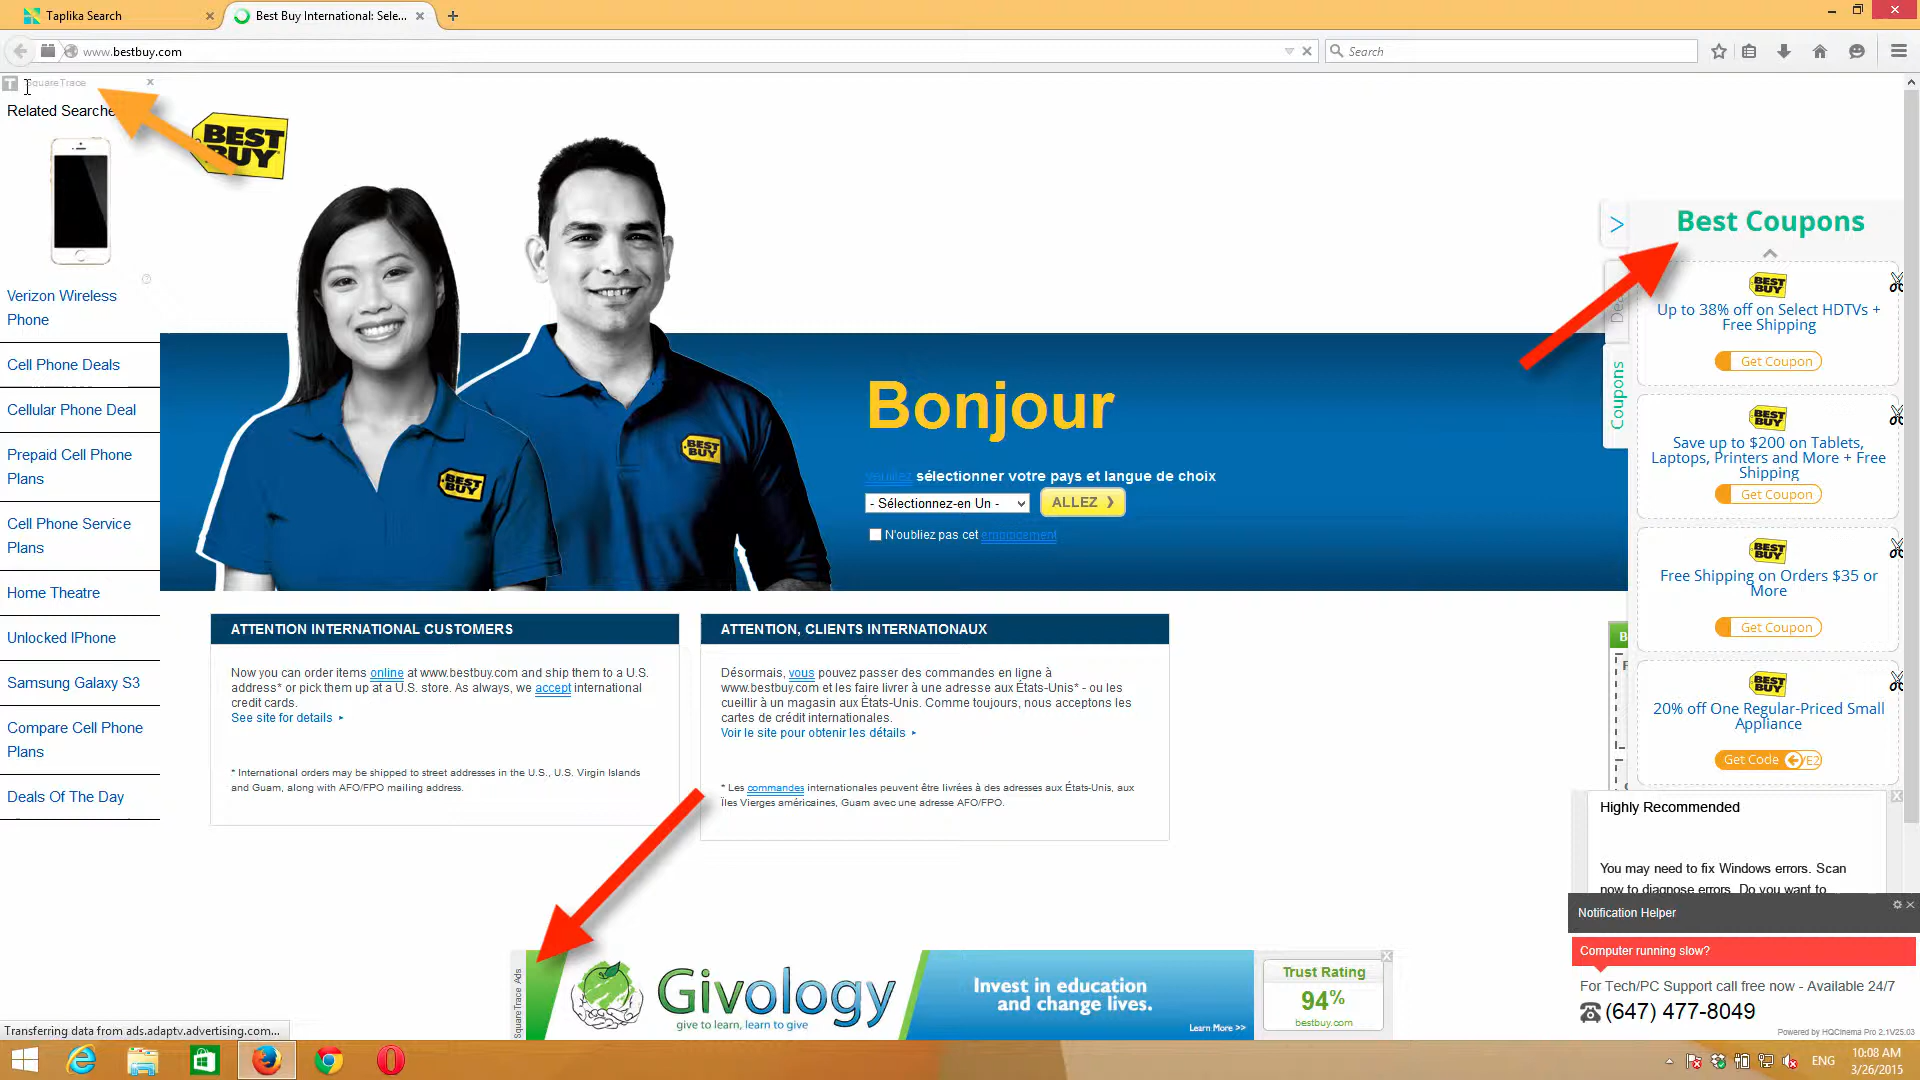 Taplika Search
Best Buy International: Sele...
www.bestbuy.com
Search
SquareTrace
Related Searche
BEST BUY
Verizon Wireless
Phone
Cell Phone Deals
Cellular Phone Deal
Prepaid Cell Phone
Plans
Cell Phone Service
Plans
Home Theatre
Unlocked IPhone
Samsung Galaxy S3
Compare Cell Phone
Plans
Deals Of The Day
BEST BUY
BEST BUY
Bonjour
Veuillez sélectionner votre pays et langue de choix
- Sélectionnez-en Un -
ALLEZ ❯
N'oubliez pas cet emplacement
ATTENTION INTERNATIONAL CUSTOMERS
Now you can order items online at www.bestbuy.com and ship them to a U.S.
address* or pick them up at a U.S. store. As always, we accept international
credit cards.
See site for details ▸
* International orders may be shipped to street addresses in the U.S., U.S. Virgin Islands
and Guam, along with AFO/FPO mailing address.
ATTENTION, CLIENTS INTERNATIONAUX
Désormais, vous pouvez passer des commandes en ligne à
www.bestbuy.com et les faire livrer à une adresse aux États-Unis* - ou les
cueillir à un magasin aux États-Unis. Comme toujours, nous acceptons les
cartes de crédit internationales.
Voir le site pour obtenir les détails ▸
* Les commandes internationales peuvent être livrées à des adresses aux États-Unis, aux
Îles Vierges américaines, Guam avec une adresse AFO/FPO.
>
Best Coupons
Coupons
BEST BUY
Up to 38% off on Select HDTVs +
Free Shipping
Get Coupon
BEST BUY
Save up to $200 on Tablets,
Laptops, Printers and More + Free
Shipping
Get Coupon
BEST BUY
Free Shipping on Orders $35 or
More
Get Coupon
BEST BUY
20% off One Regular-Priced Small
Appliance
Get Code /E2
Highly Recommended
You may need to fix Windows errors. Scan
now to diagnose errors. Do you want to
Notification Helper
Computer running slow?
For Tech/PC Support call free now - Available 24/7
(647) 477-8049
Powered by HQCinema Pro 2.1V25.03
SquareTrace Ads
Givology
give to learn, learn to give
Invest in education
and change lives.
Learn More >>
Trust Rating
94%
bestbuy.com
Transferring data from ads.adaptv.advertising.com...
ENG
10:08 AM
3/26/2015